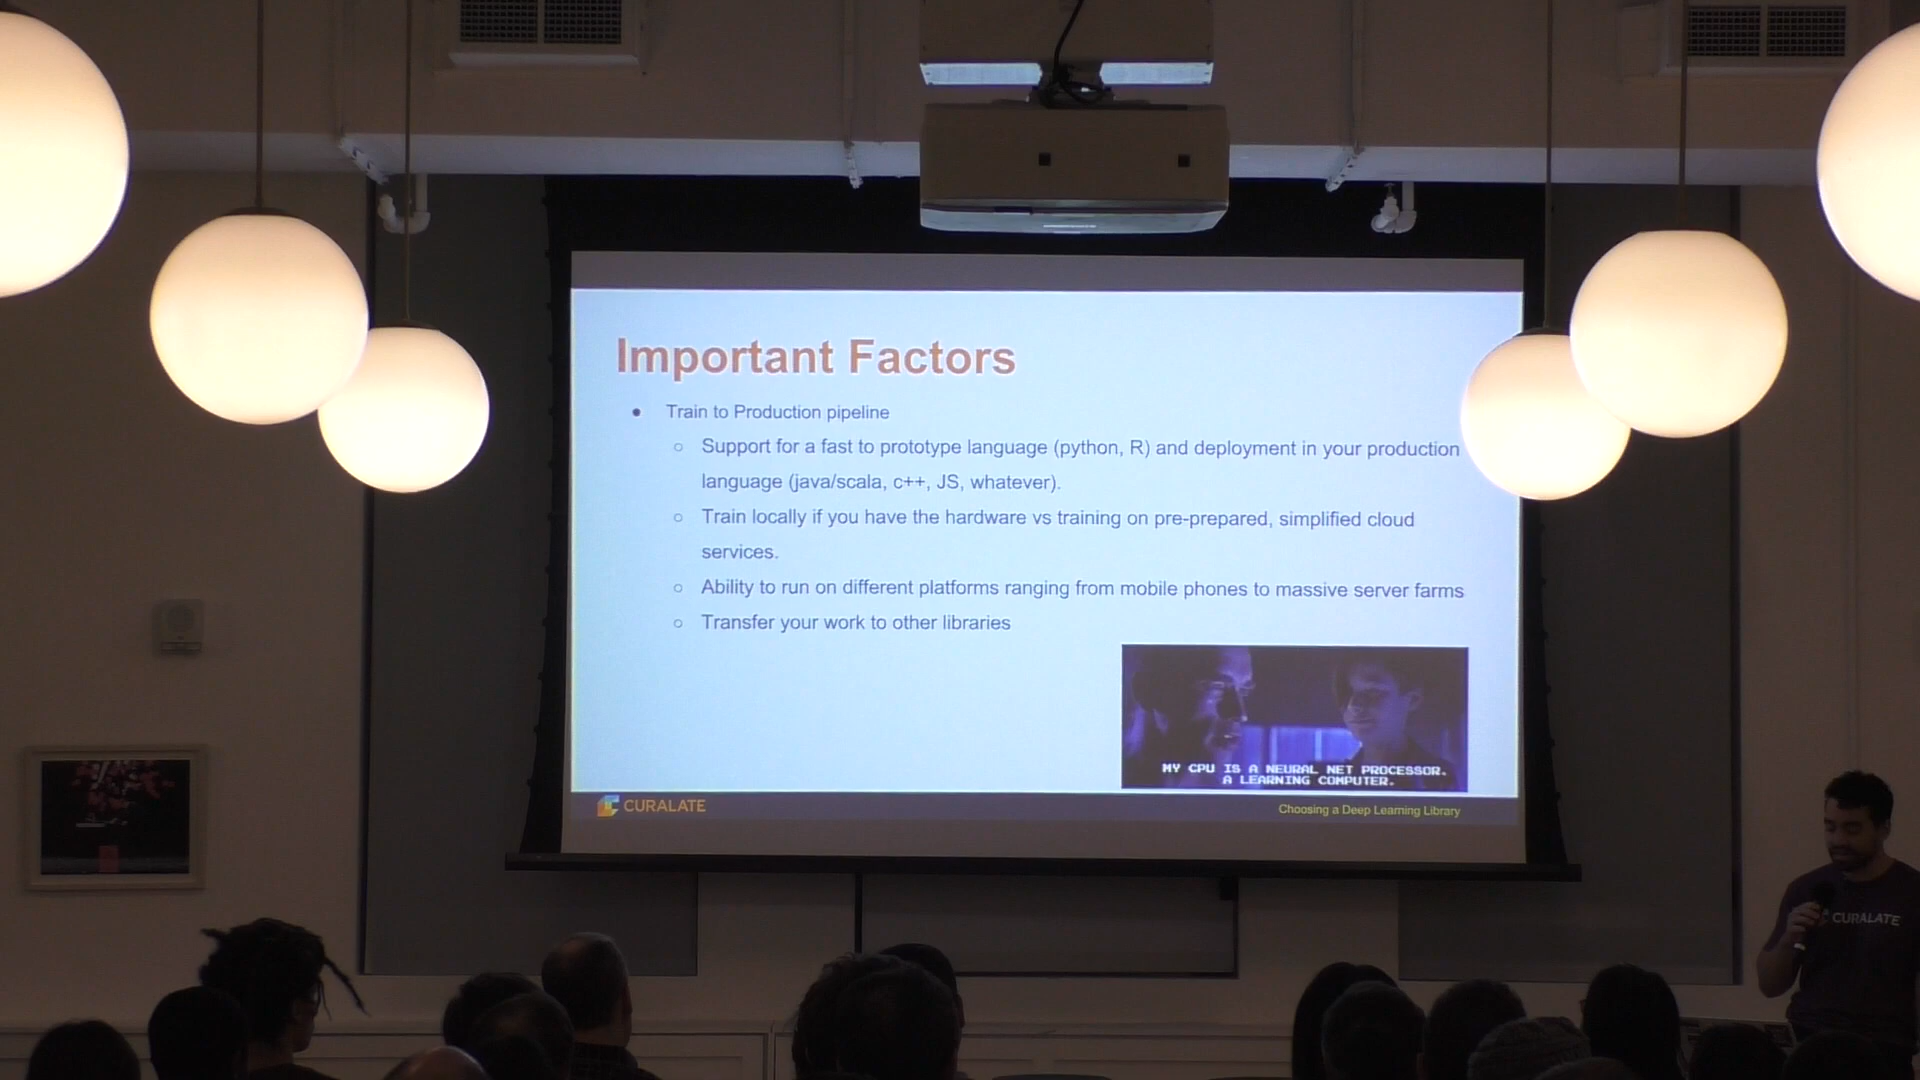 Important Factors
● Train to Production pipeline
○ Support for a fast to prototype language (python, R) and deployment in your production
language (java/scala, c++, JS, whatever).
○ Train locally if you have the hardware vs training on pre-prepared, simplified cloud
services.
○ Ability to run on different platforms ranging from mobile phones to massive server farms
○ Transfer your work to other libraries
MY CPU IS A NEURAL NET PROCESSOR.
A LEARNING COMPUTER.
CURALATE
Choosing a Deep Learning Library
CURALATE